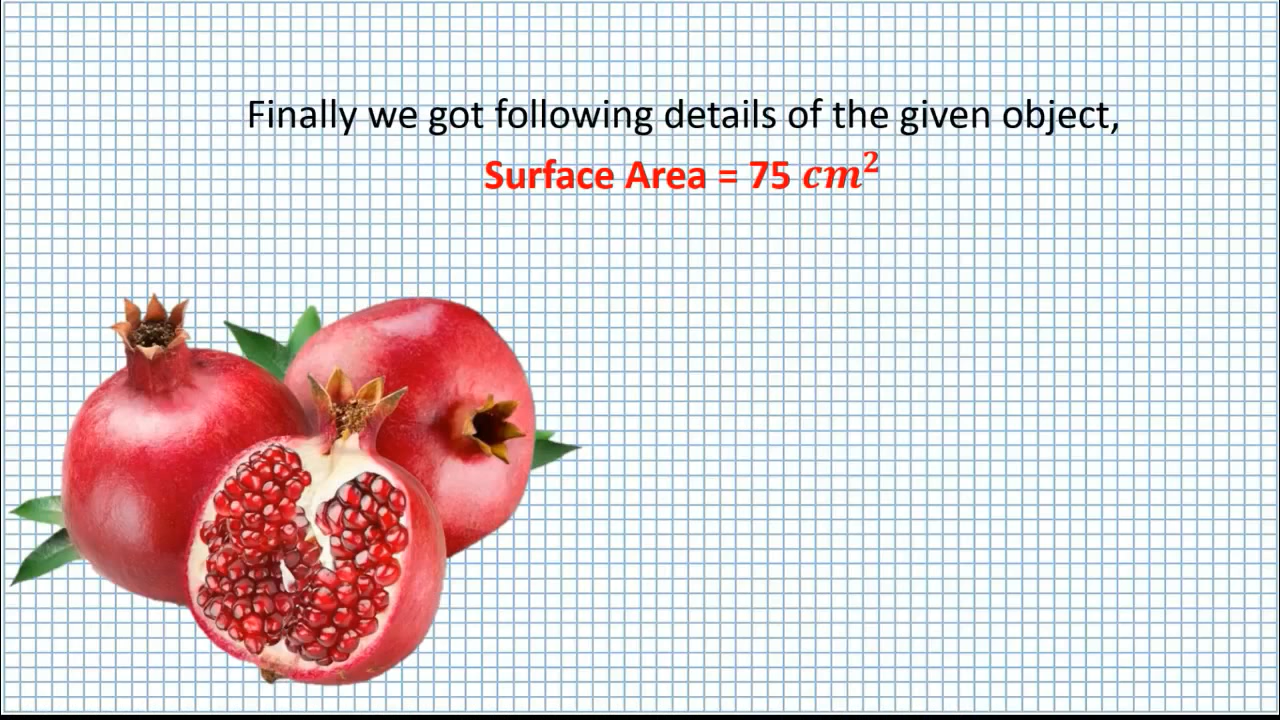 Finally we got following details of the given object,
Surface Area = 75 cm²